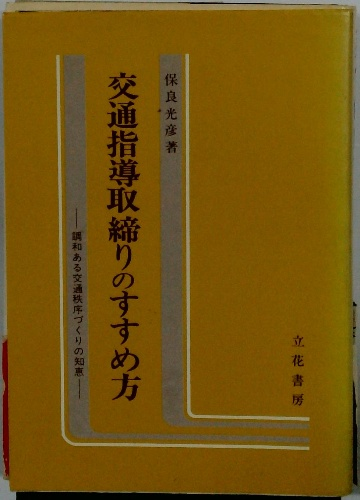 保良光彦著
交通指導取締りのすすめ方
――調和ある交通秩序づくりの知恵――
立花書房